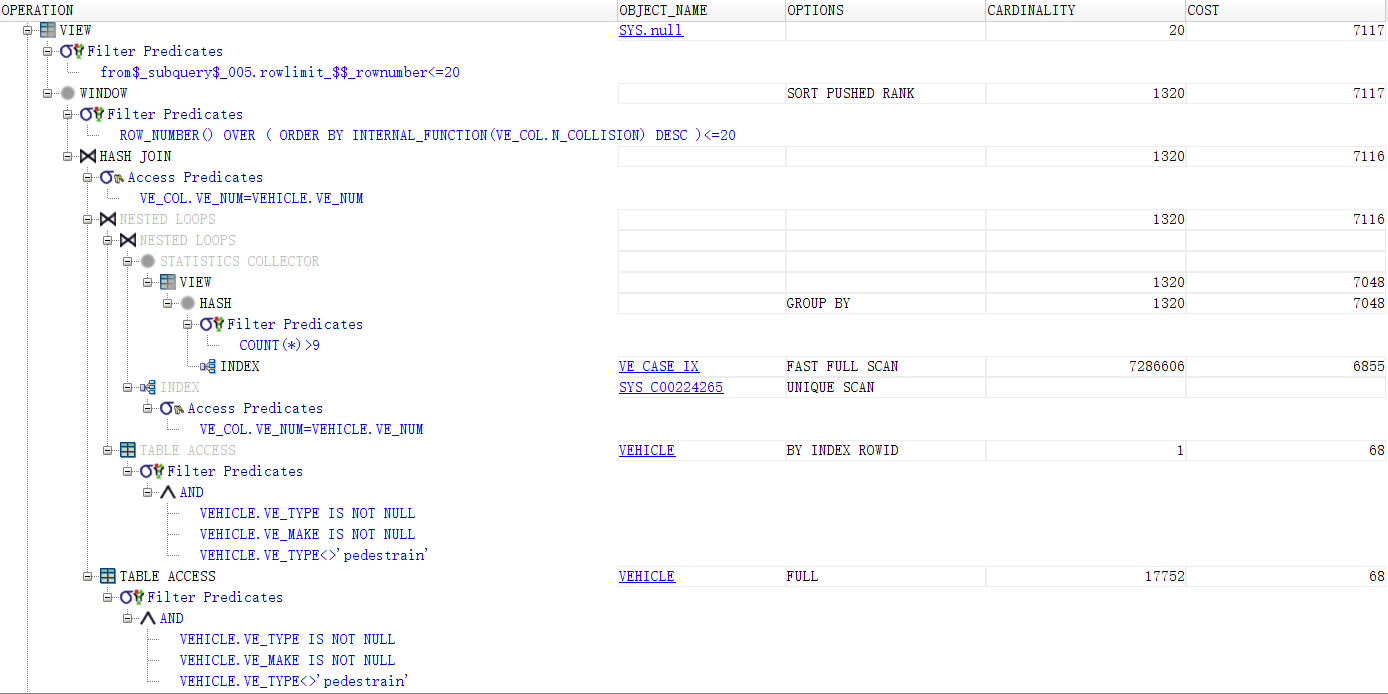 OPERATION OBJECT_NAME OPTIONS CARDINALITY COST
VIEW SYS.null 20 7117
Filter Predicates
from$_subquery$_005.rowlimit_$$_rownumber<=20
WINDOW SORT PUSHED RANK 1320 7117
Filter Predicates
ROW_NUMBER() OVER ( ORDER BY INTERNAL_FUNCTION(VE_COL.N_COLLISION) DESC )<=20
HASH JOIN 1320 7116
Access Predicates
VE_COL.VE_NUM=VEHICLE.VE_NUM
NESTED LOOPS 1320 7116
NESTED LOOPS
STATISTICS COLLECTOR
VIEW 1320 7048
HASH GROUP BY 1320 7048
Filter Predicates
COUNT(*)>9
INDEX VE_CASE_IX FAST FULL SCAN 7286606 6855
INDEX SYS_C00224265 UNIQUE SCAN
Access Predicates
VE_COL.VE_NUM=VEHICLE.VE_NUM
TABLE ACCESS VEHICLE BY INDEX ROWID 1 68
Filter Predicates
AND
VEHICLE.VE_TYPE IS NOT NULL
VEHICLE.VE_MAKE IS NOT NULL
VEHICLE.VE_TYPE<>'pedestrain'
TABLE ACCESS VEHICLE FULL 17752 68
Filter Predicates
AND
VEHICLE.VE_TYPE IS NOT NULL
VEHICLE.VE_MAKE IS NOT NULL
VEHICLE.VE_TYPE<>'pedestrain'